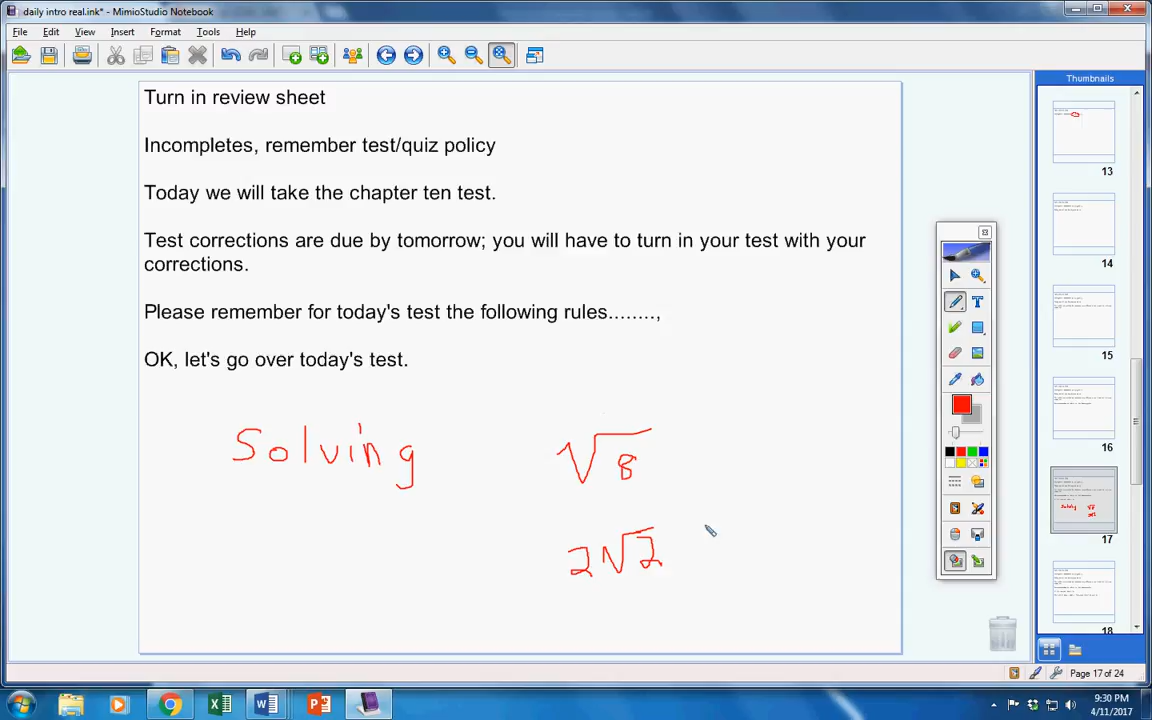 daily intro real.ink* - MimioStudio Notebook
File Edit View Insert Format Tools Help
Turn in review sheet
Incompletes, remember test/quiz policy
Today we will take the chapter ten test.
Test corrections are due by tomorrow; you will have to turn in your test with your
corrections.
Please remember for today's test the following rules........,
OK, let's go over today's test.
Solving √8
2√2
Thumbnails
13
14
15
16
17
18
Page 17 of 24
9:30 PM
4/11/2017